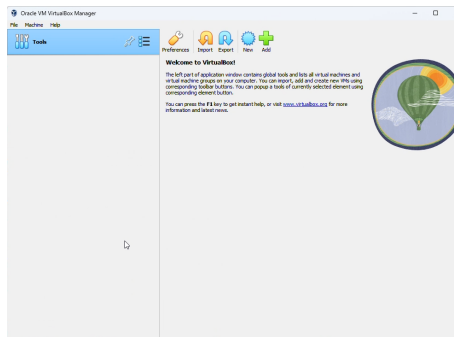 Oracle VM VirtualBox Manager
File Machine Help
Tools
Preferences Import Export New Add
Welcome to VirtualBox!
The left part of application window contains global tools and lists all virtual machines and
virtual machine groups on your computer. You can import, add and create new VMs using
corresponding toolbar buttons. You can popup a tools of currently selected element using
corresponding element button.
You can press the F1 key to get instant help, or visit www.virtualbox.org for more
information and latest news.